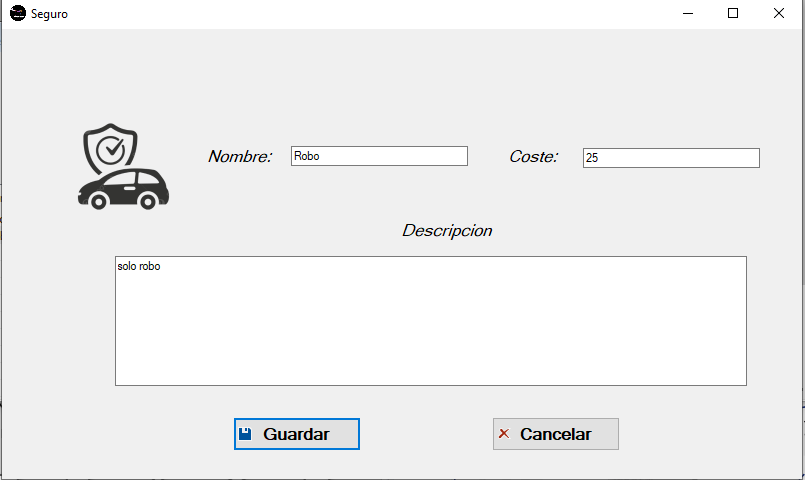 Seguro
Nombre: Robo Coste: 25
Descripcion
solo robo
Guardar Cancelar